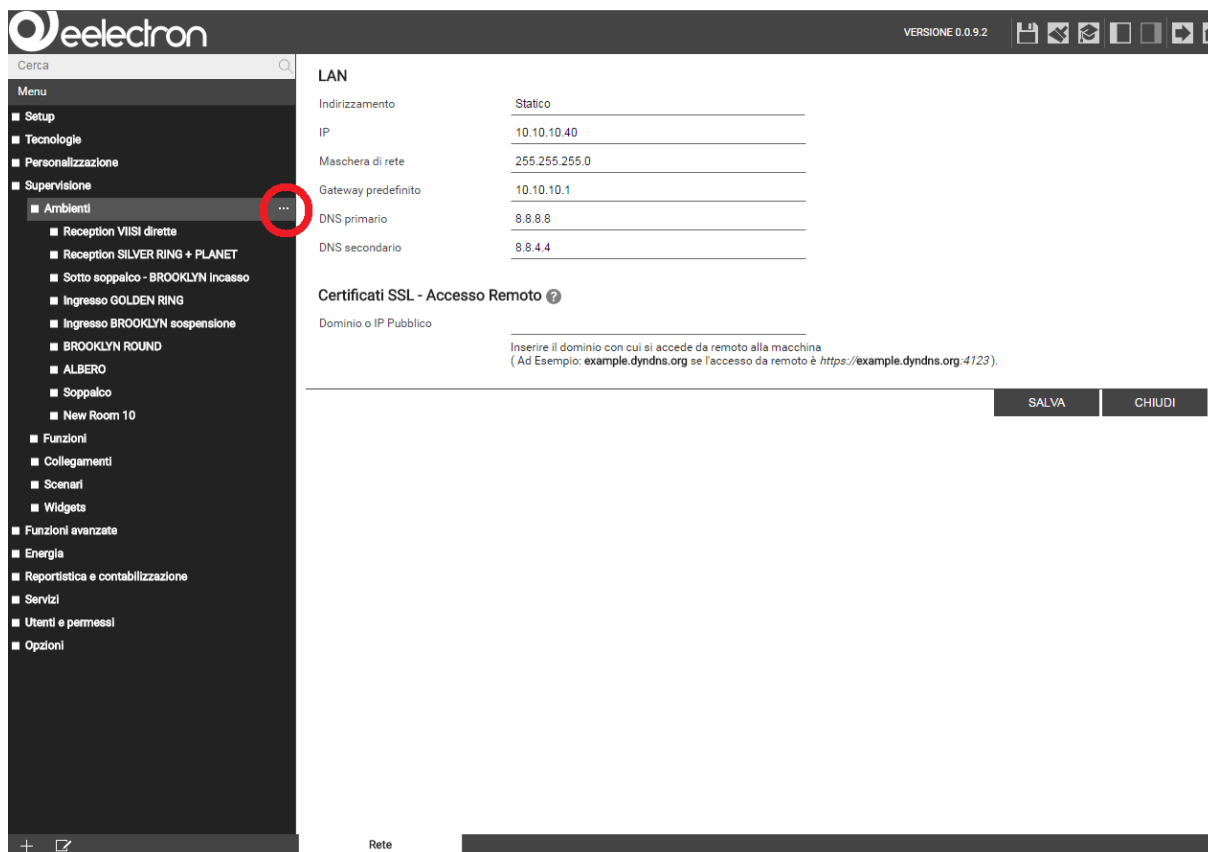 eelectron
VERSIONE 0.0.9.2
Cerca
Menu
Setup
Tecnologie
Personalizzazione
Supervisione
Ambienti ...
Reception VIISI dirette
Reception SILVER RING + PLANET
Sotto soppalco - BROOKLYN incasso
Ingresso GOLDEN RING
Ingresso BROOKLYN sospensione
BROOKLYN ROUND
ALBERO
Soppalco
New Room 10
Funzioni
Collegamenti
Scenari
Widgets
Funzioni avanzate
Energia
Reportistica e contabilizzazione
Servizi
Utenti e permessi
Opzioni
LAN
Indirizzamento Statico
IP 10.10.10.40
Maschera di rete 255.255.255.0
Gateway predefinito 10.10.10.1
DNS primario 8.8.8.8
DNS secondario 8.8.4.4
Certificati SSL - Accesso Remoto ?
Dominio o IP Pubblico
Inserire il dominio con cui si accede da remoto alla macchina
( Ad Esempio: example.dyndns.org se l'accesso da remoto è https://example.dyndns.org:4123 ).
SALVA CHIUDI
Rete